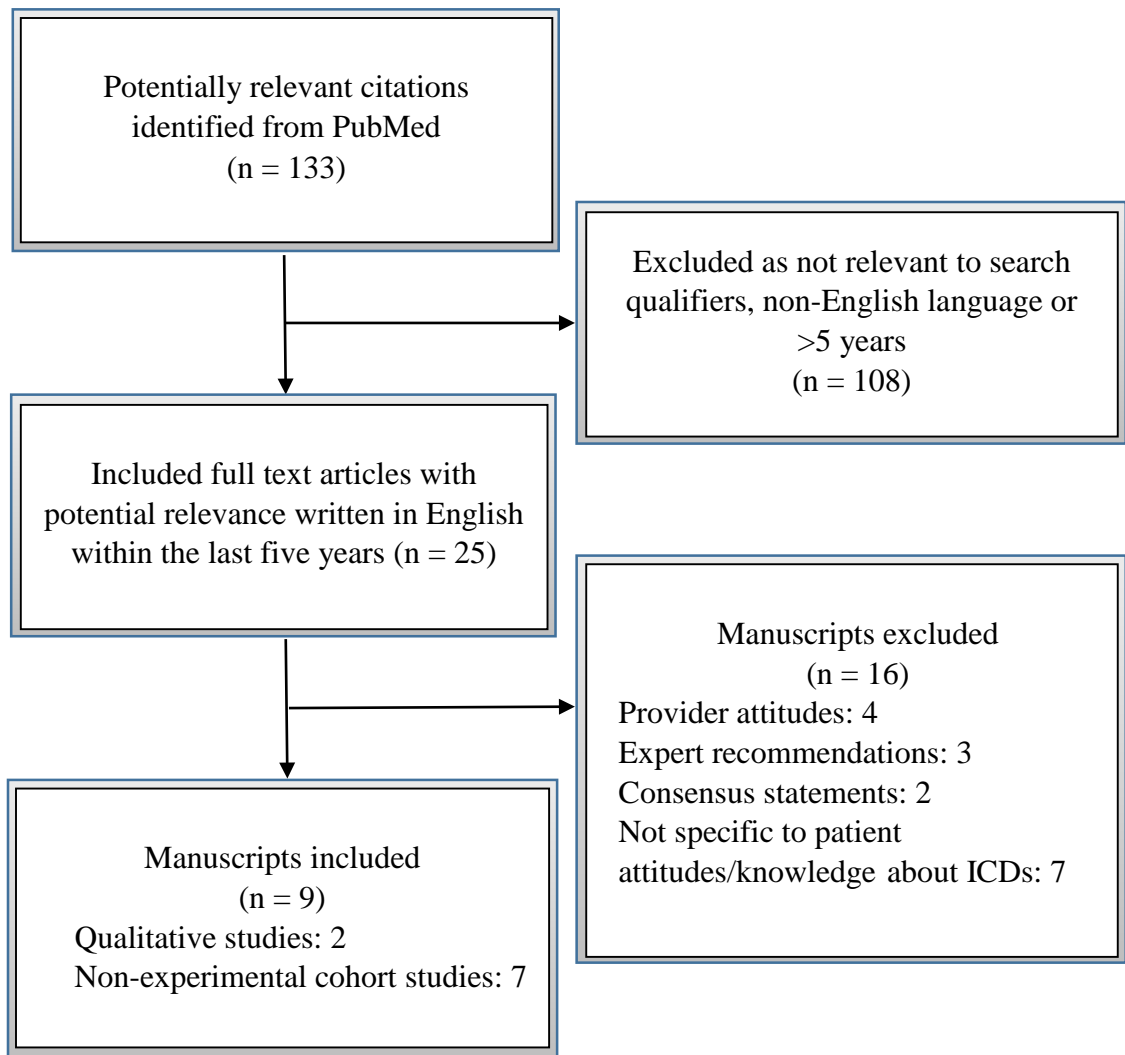 Potentially relevant citations
identified from PubMed
(n = 133)
Excluded as not relevant to search
qualifiers, non-English language or
>5 years
(n = 108)
Included full text articles with
potential relevance written in English
within the last five years (n = 25)
Manuscripts excluded
(n = 16)
Provider attitudes: 4
Expert recommendations: 3
Consensus statements: 2
Not specific to patient
attitudes/knowledge about ICDs: 7
Manuscripts included
(n = 9)
Qualitative studies: 2
Non-experimental cohort studies: 7